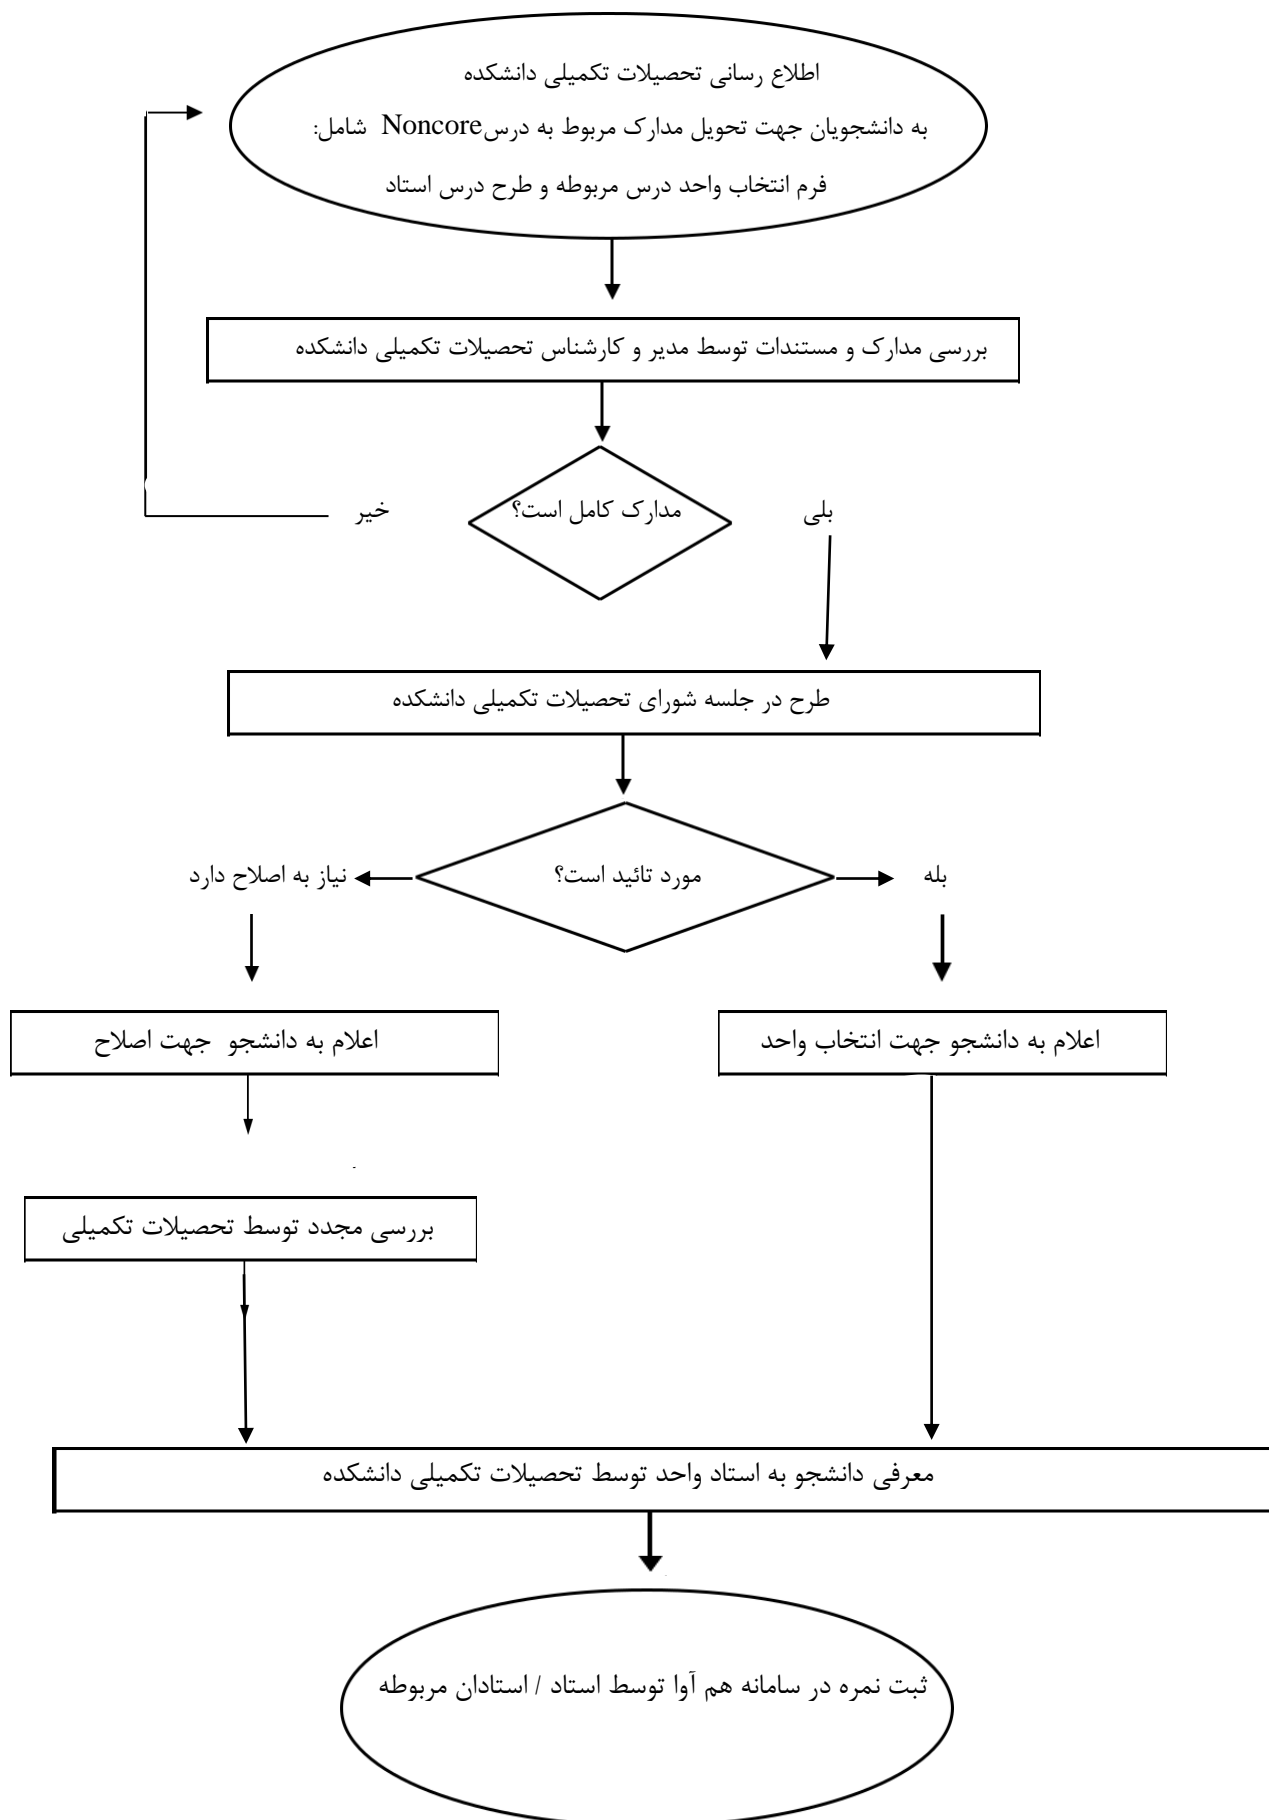 اطلاع رسانی تحصیلات تکمیلی دانشکده
به دانشجویان جهت تحویل مدارک مربوط به درسNoncore شامل:
فرم انتخاب واحد درس مربوطه و طرح درس استاد
بررسی مدارک و مستندات توسط مدیر و کارشناس تحصیلات تکمیلی دانشکده
مدارک کامل است؟
بلی
خیر
طرح در جلسه شورای تحصیلات تکمیلی دانشکده
مورد تائید است؟
بله
نیاز به اصلاح دارد
اعلام به دانشجو جهت انتخاب واحد
اعلام به دانشجو جهت اصلاح
بررسی مجدد توسط تحصیلات تکمیلی
معرفی دانشجو به استاد واحد توسط تحصیلات تکمیلی دانشکده
ثبت نمره در سامانه هم آوا توسط استاد / استادان مربوطه